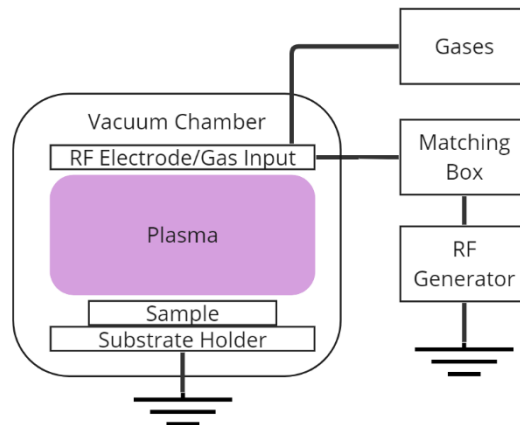 Gases
Vacuum Chamber
RF Electrode/Gas Input
Matching
Box
Plasma
RF
Generator
Sample
Substrate Holder